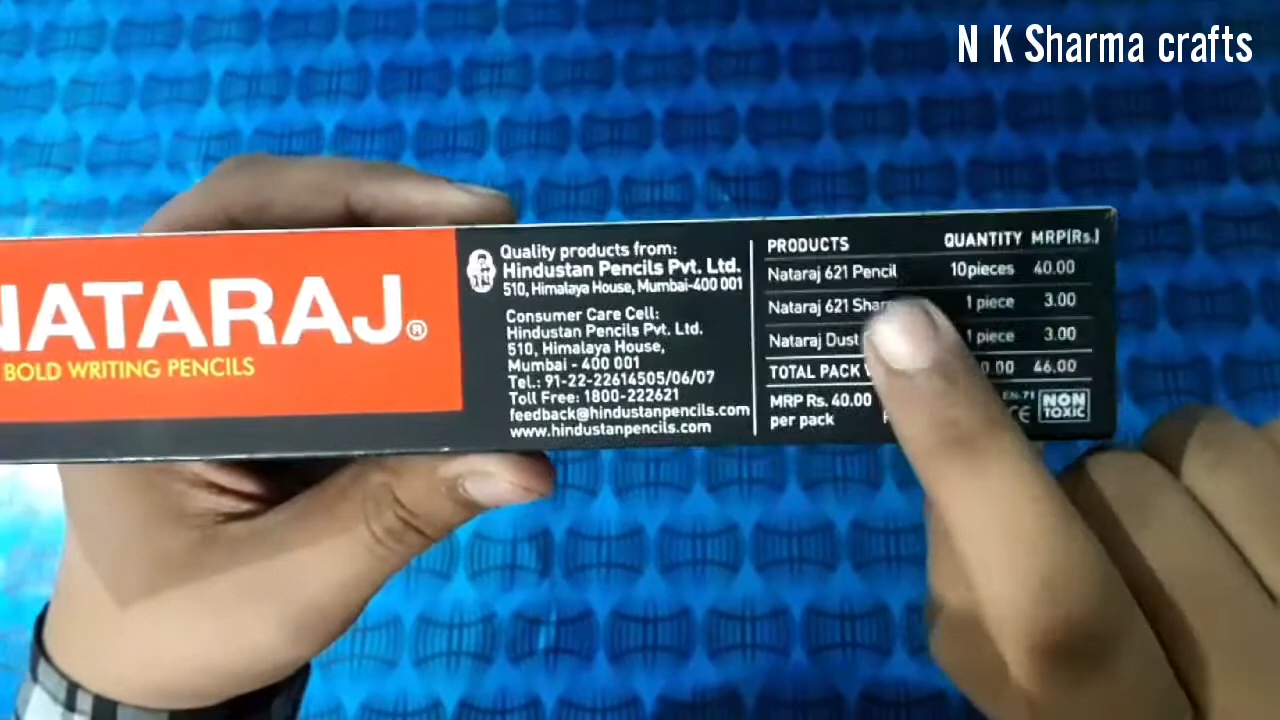 N K Sharma crafts
NATARAJ®
BOLD WRITING PENCILS
Quality products from:
Hindustan Pencils Pvt. Ltd.
510, Himalaya House, Mumbai-400 001
Consumer Care Cell:
Hindustan Pencils Pvt. Ltd.
510, Himalaya House,
Mumbai - 400 001
Tel.: 91-22-22614505/06/07
Toll Free: 1800-222621
feedback@hindustanpencils.com
www.hindustanpencils.com
PRODUCTS QUANTITY MRP(Rs.)
Nataraj 621 Pencil 10pieces 40.00
Nataraj 621 1 piece 3.00
Nataraj Dust 1 piece 3.00
TOTAL PACK 46.00
MRP Rs. 40.00
per pack
EN-71
CE
NON
TOXIC